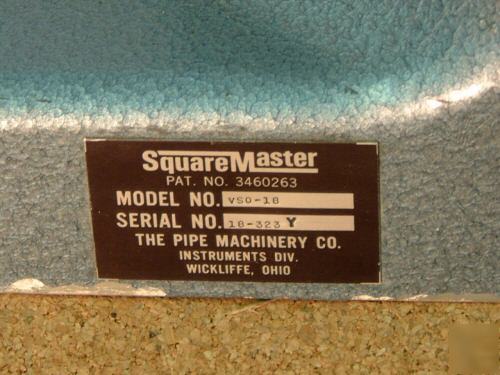 SquareMaster
PAT. NO. 3460263
MODEL NO. VSO-18
SERIAL NO. 18-323 Y
THE PIPE MACHINERY CO.
INSTRUMENTS DIV.
WICKLIFFE, OHIO